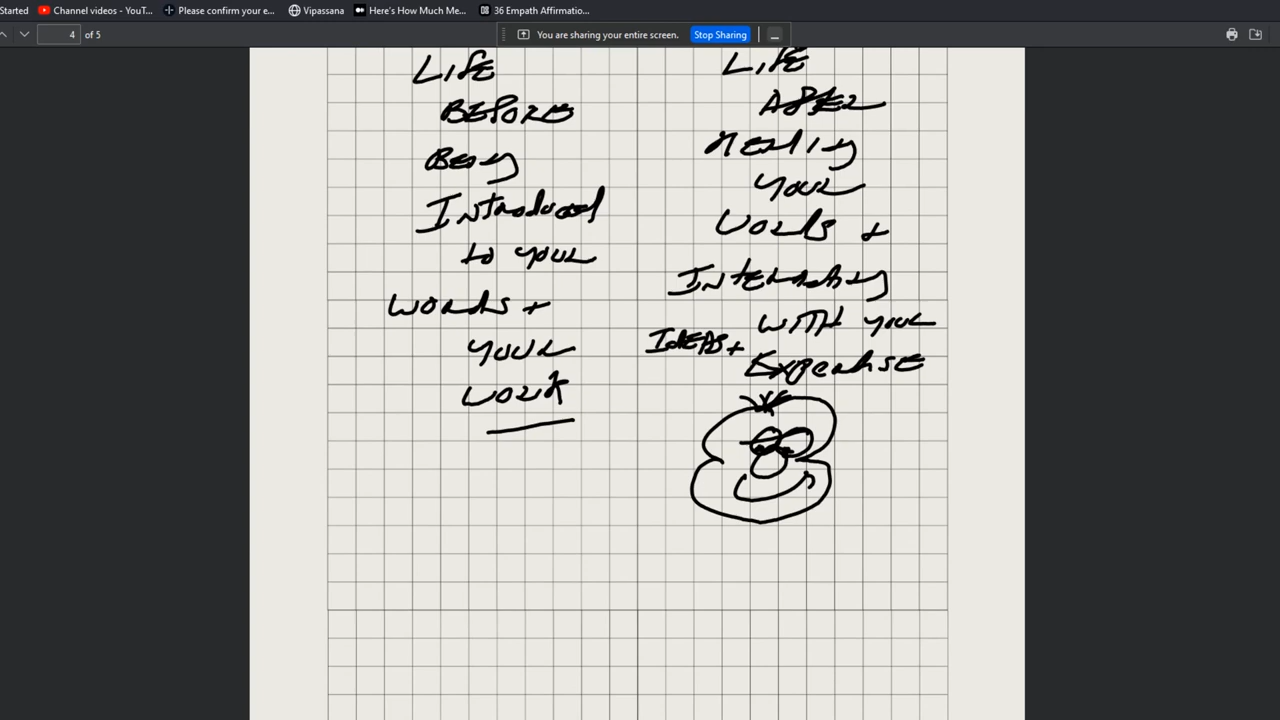 Started
Channel videos - YouT...
Please confirm your e...
Vipassana
Here's How Much Me...
36 Empath Affirmatio...
4 of 5
You are sharing your entire screen.
Stop Sharing
LIFE
BEFORE
Being
Introduced
to your
words +
your
work
LIFE
AFTER
your
words +
Interacting
with your
IDEAS +
Expertise